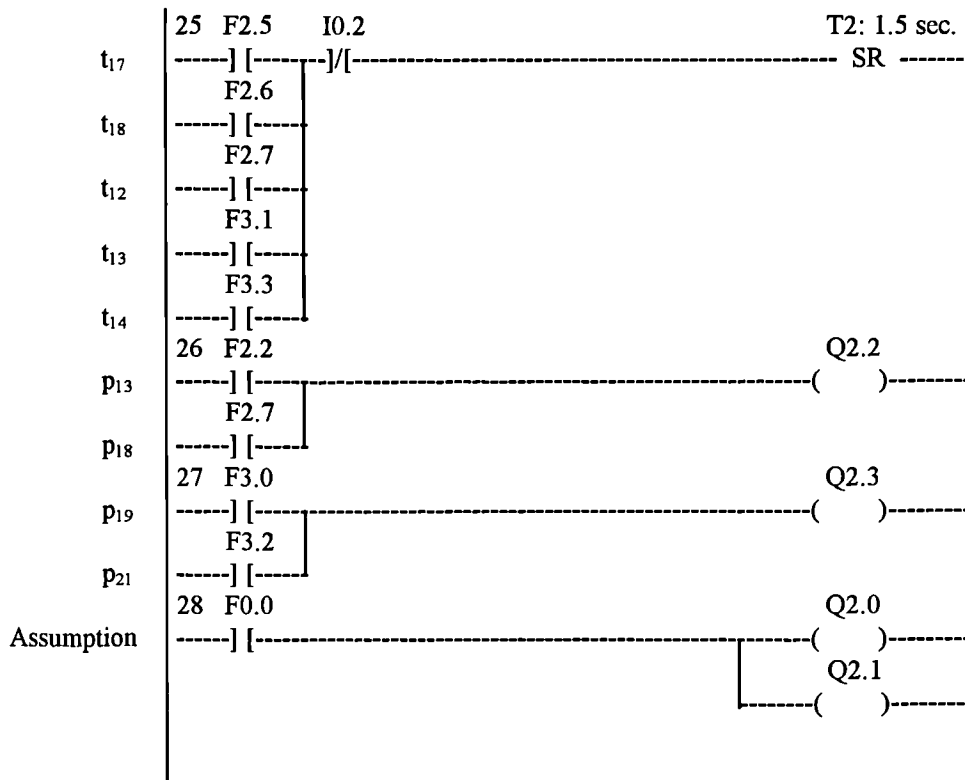 25 F2.5 I0.2 T2: 1.5 sec.
t17 ------] [------]/[------ SR ------
F2.6
t18 ------] [------
F2.7
t12 ------] [------
F3.1
t13 ------] [------
F3.3
t14 ------] [------
26 F2.2 Q2.2
p13 ------] [------( )------
F2.7
p18 ------] [------
27 F3.0 Q2.3
p19 ------] [------( )------
F3.2
p21 ------] [------
28 F0.0 Q2.0
Assumption ------] [------( )------
Q2.1
------( )------